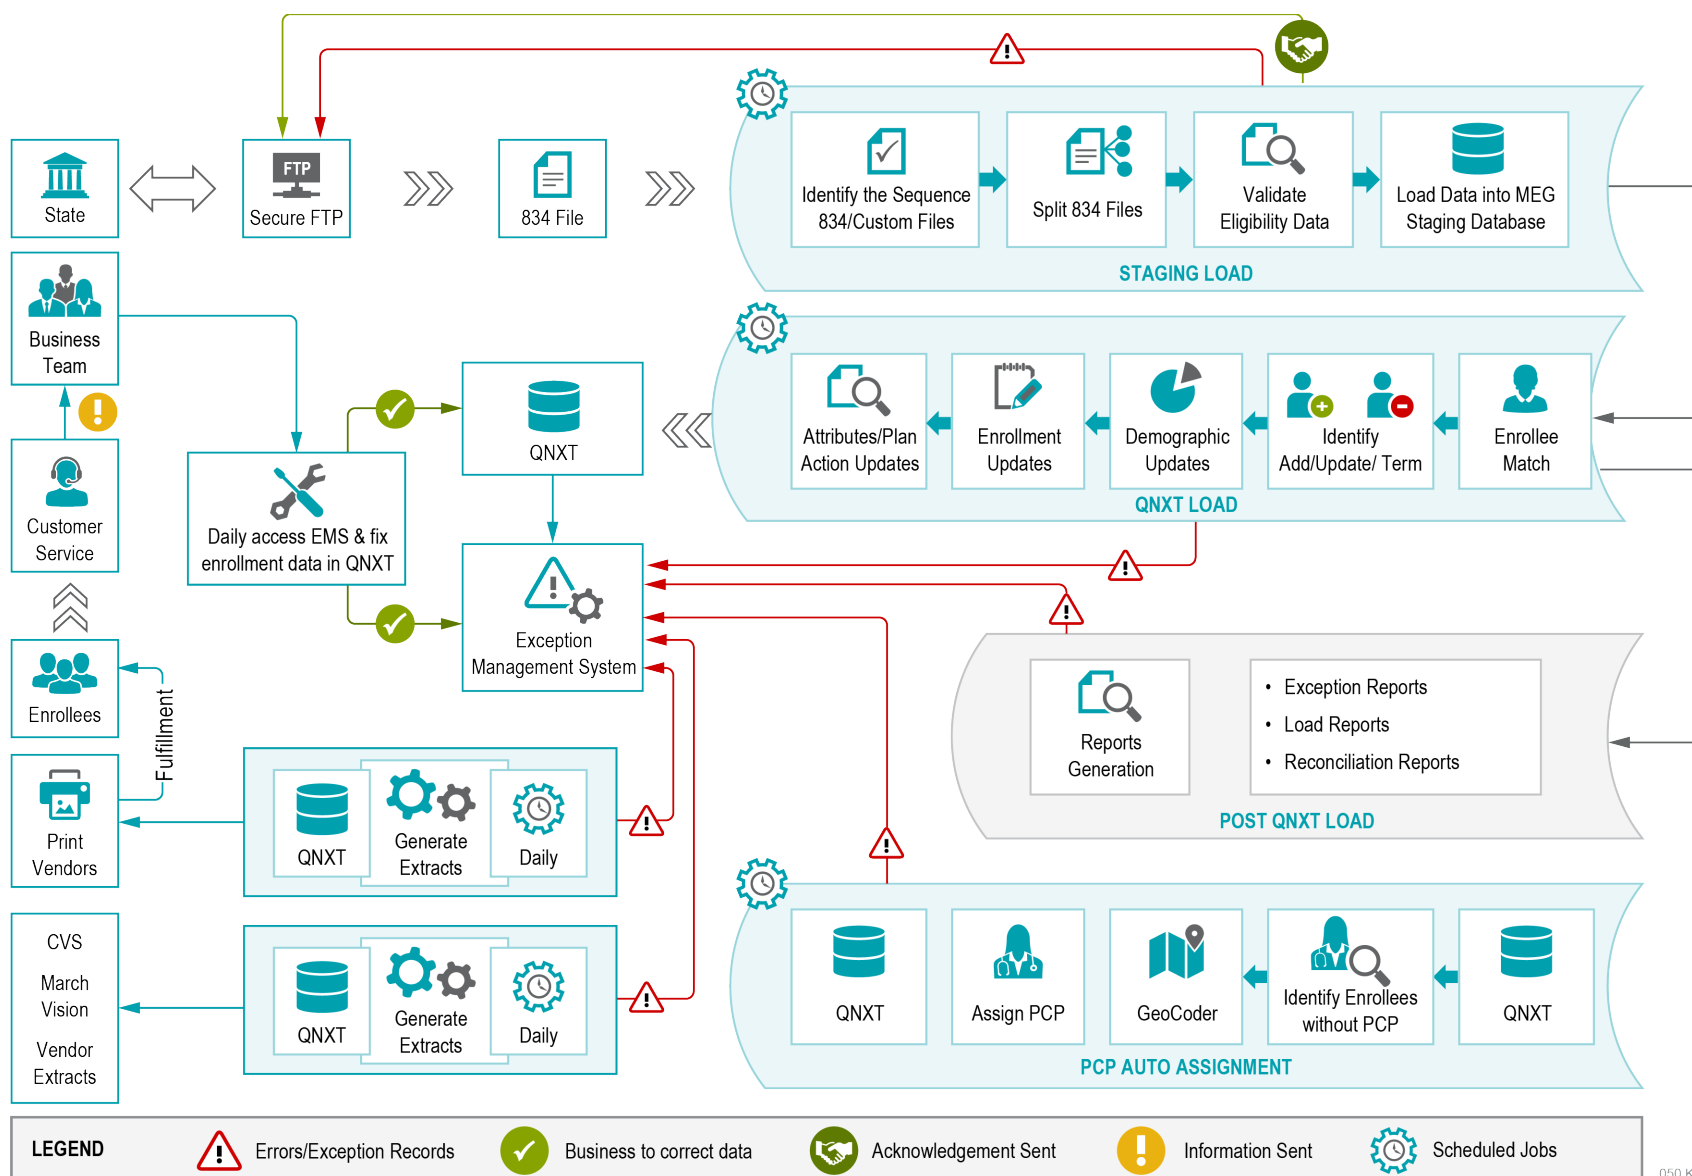 FTP
State
Secure FTP
834 File
Identify the Sequence
834/Custom Files
Split 834 Files
Validate
Eligibility Data
Load Data into MEG
Staging Database
STAGING LOAD
Business
Team
Customer
Service
Daily access EMS & fix
enrollment data in QNXT
QNXT
Attributes/Plan
Action Updates
Enrollment
Updates
Demographic
Updates
Identify
Add/Update/ Term
Enrollee
Match
QNXT LOAD
Exception
Management System
Enrollees
Fulfillment
Print
Vendors
QNXT
Generate
Extracts
Daily
Reports
Generation
• Exception Reports
• Load Reports
• Reconciliation Reports
POST QNXT LOAD
CVS
March
Vision
Vendor
Extracts
QNXT
Generate
Extracts
Daily
QNXT
Assign PCP
GeoCoder
Identify Enrollees
without PCP
QNXT
PCP AUTO ASSIGNMENT
LEGEND
Errors/Exception Records
Business to correct data
Acknowledgement Sent
Information Sent
Scheduled Jobs